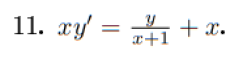 11. xy′ = y/(x+1) + x.